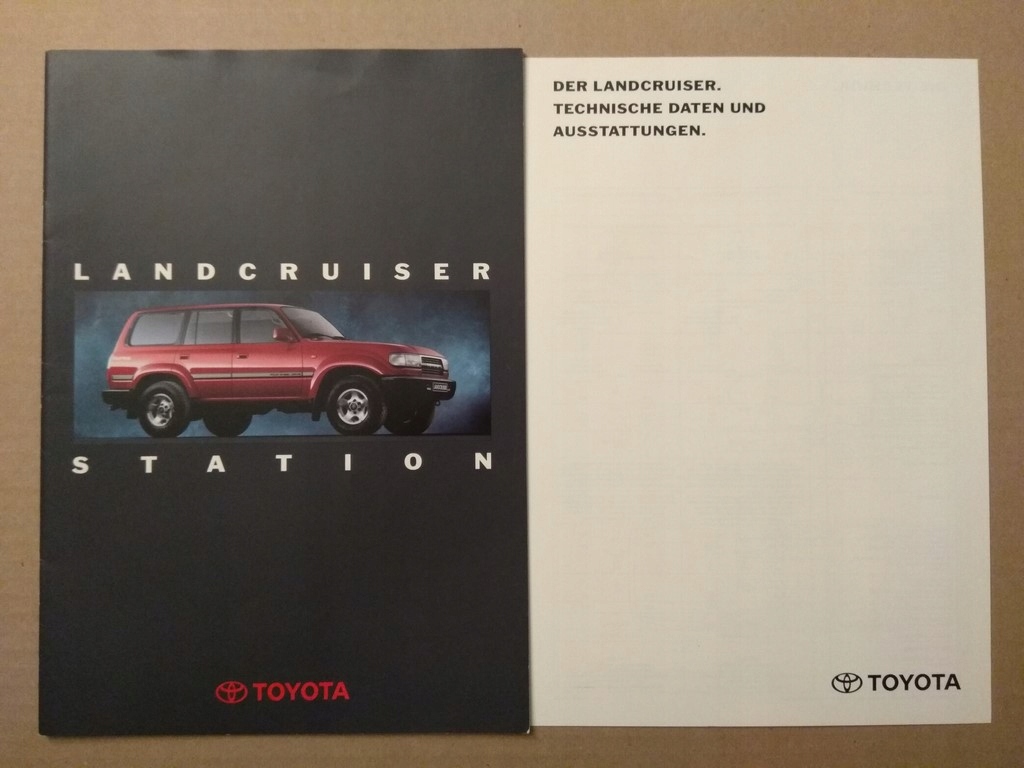 LANDCRUISER
STATION
TOYOTA
DER LANDCRUISER.
TECHNISCHE DATEN UND
AUSSTATTUNGEN.
TOYOTA